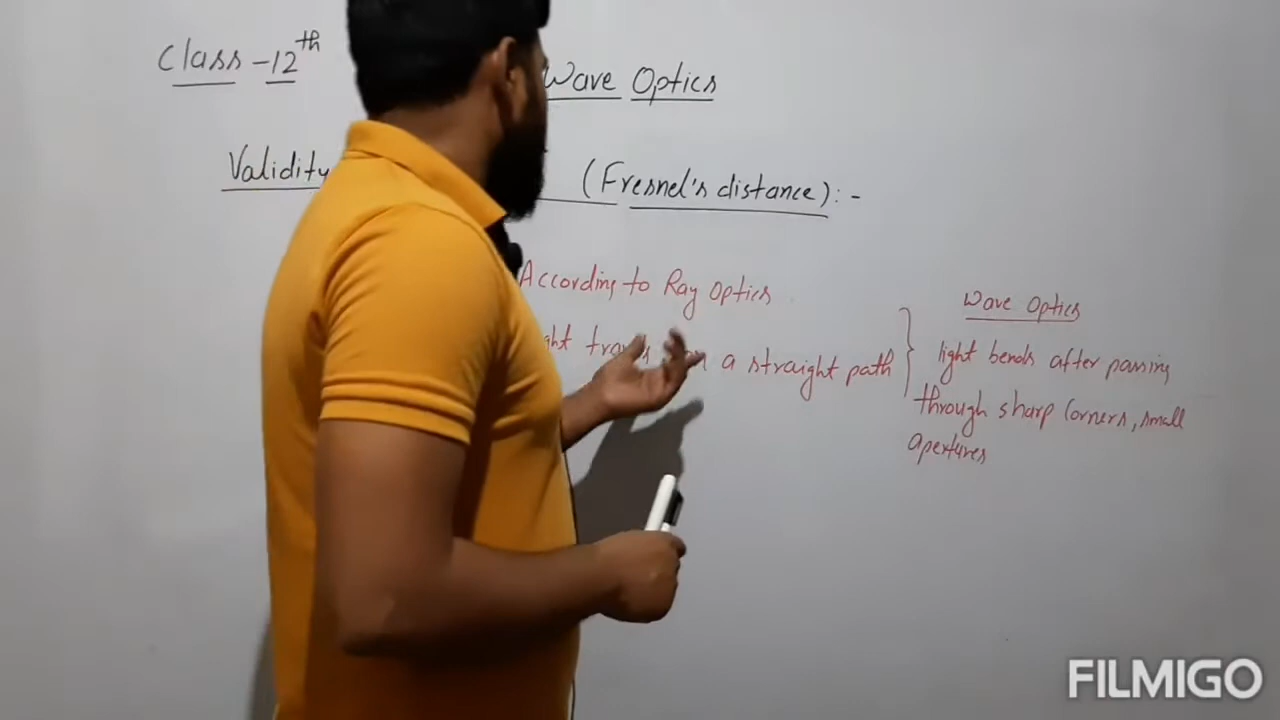 Class - 12th
Wave Optics
Validity (Fresnel's distance) :-
According to Ray Optics
a straight path
Wave Optics
light bends after passing
through sharp corners, small
apertures
FILMIGO